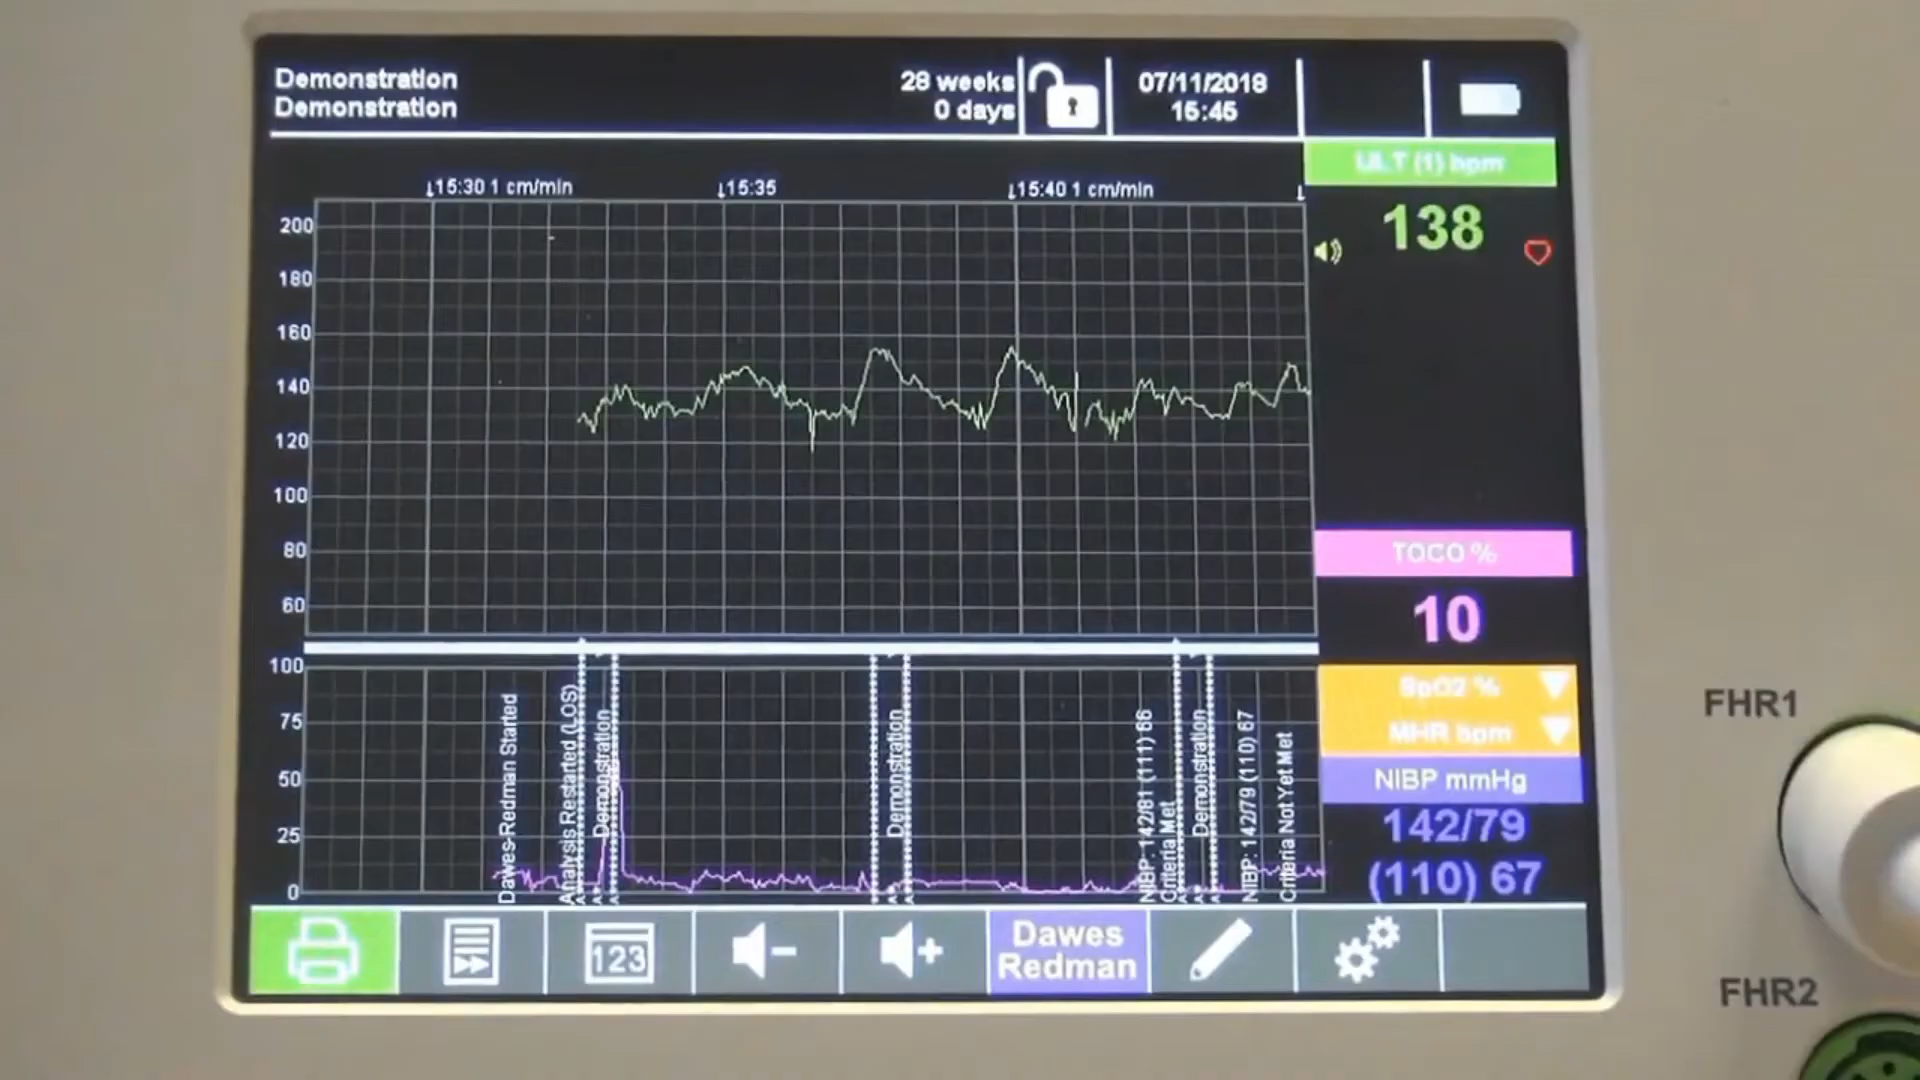 Demonstration
Demonstration
28 weeks
0 days
07/11/2018
15:45
ULT (1) bpm
138
↓15:30 1 cm/min
↓15:35
↓15:40 1 cm/min
↓
200
180
160
140
120
100
80
60
TOCO %
10
100
75
50
25
0
Dawes-Redman Started
Analysis Restarted (LOS)
Demonstration
Demonstration
NIBP: 142/81 (111) 66
Criteria Met
Demonstration
NIBP: 142/79 (110) 67
Criteria Not Yet Met
SpO2 %
MHR bpm
NIBP mmHg
142/79
(110) 67
123
Dawes
Redman
FHR1
FHR2